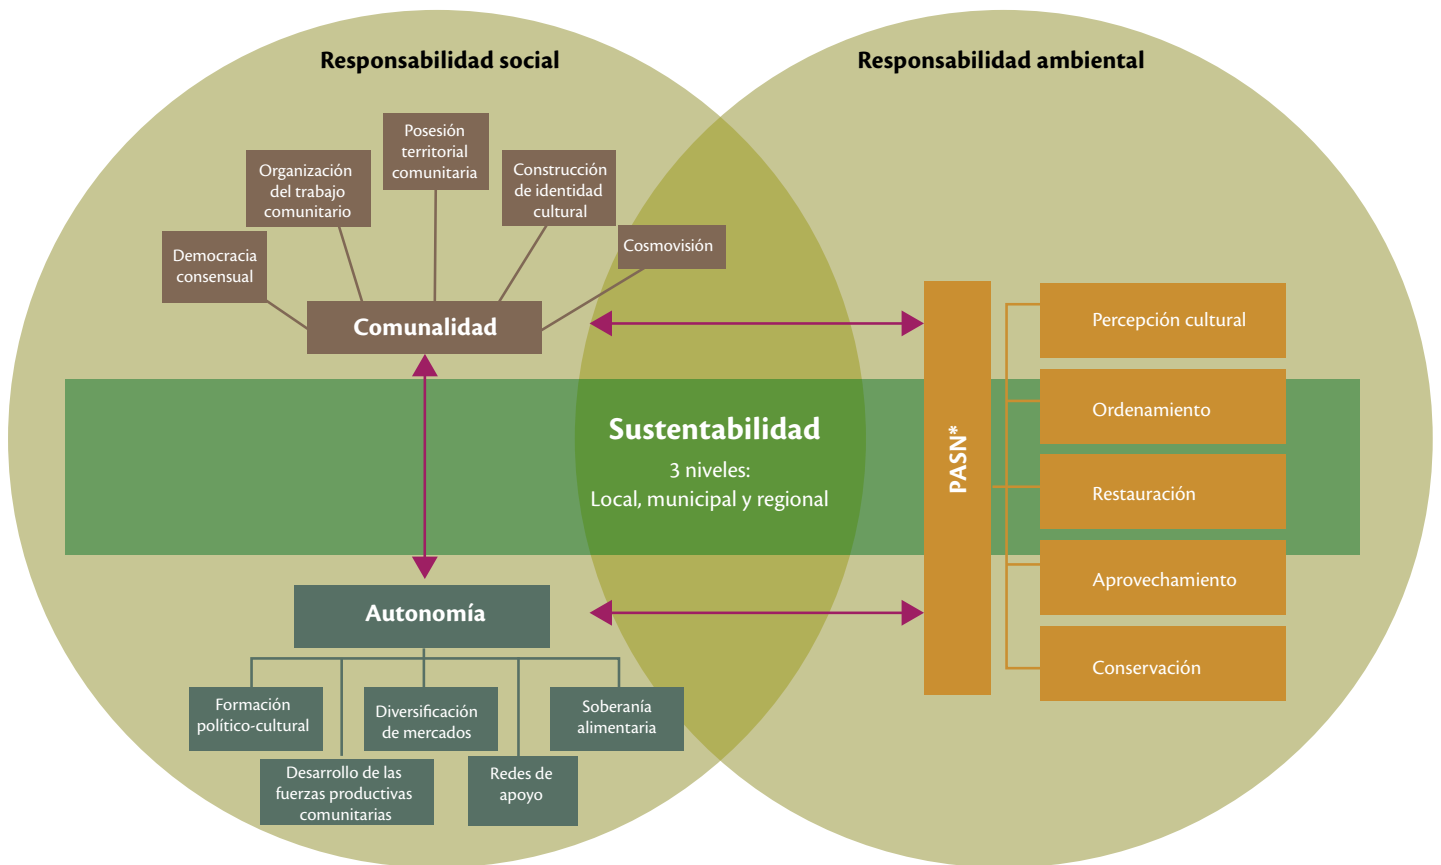 Responsabilidad social
Responsabilidad ambiental
Posesión
territorial
comunitaria
Organización
del trabajo
comunitario
Construcción
de identidad
cultural
Democracia
consensual
Cosmovisión
Comunalidad
Sustentabilidad
3 niveles:
Local, municipal y regional
Autonomía
Formación
político-cultural
Diversificación
de mercados
Soberanía
alimentaria
Desarrollo de las
fuerzas productivas
comunitarias
Redes de
apoyo
PASN*
Percepción cultural
Ordenamiento
Restauración
Aprovechamiento
Conservación